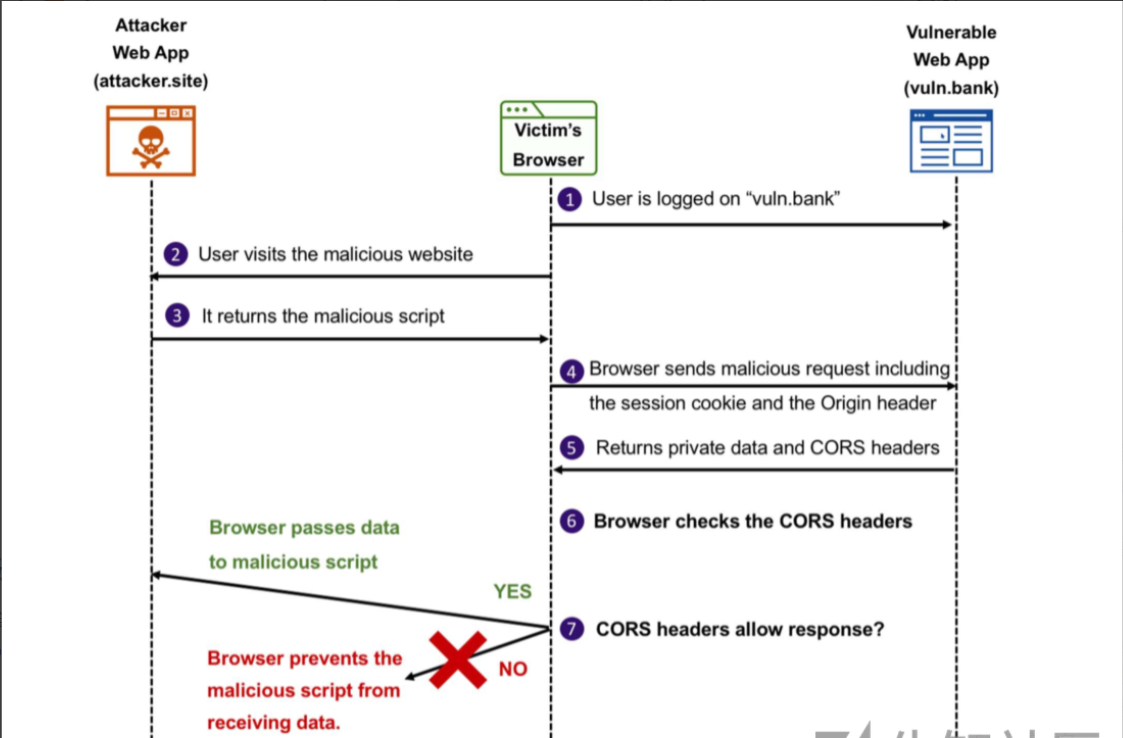 Attacker
Web App
(attacker.site)
Victim's
Browser
Vulnerable
Web App
(vuln.bank)
1 User is logged on “vuln.bank”
2 User visits the malicious website
3 It returns the malicious script
4 Browser sends malicious request including
the session cookie and the Origin header
5 Returns private data and CORS headers
6 Browser checks the CORS headers
Browser passes data
to malicious script
YES
7 CORS headers allow response?
NO
Browser prevents the
malicious script from
receiving data.